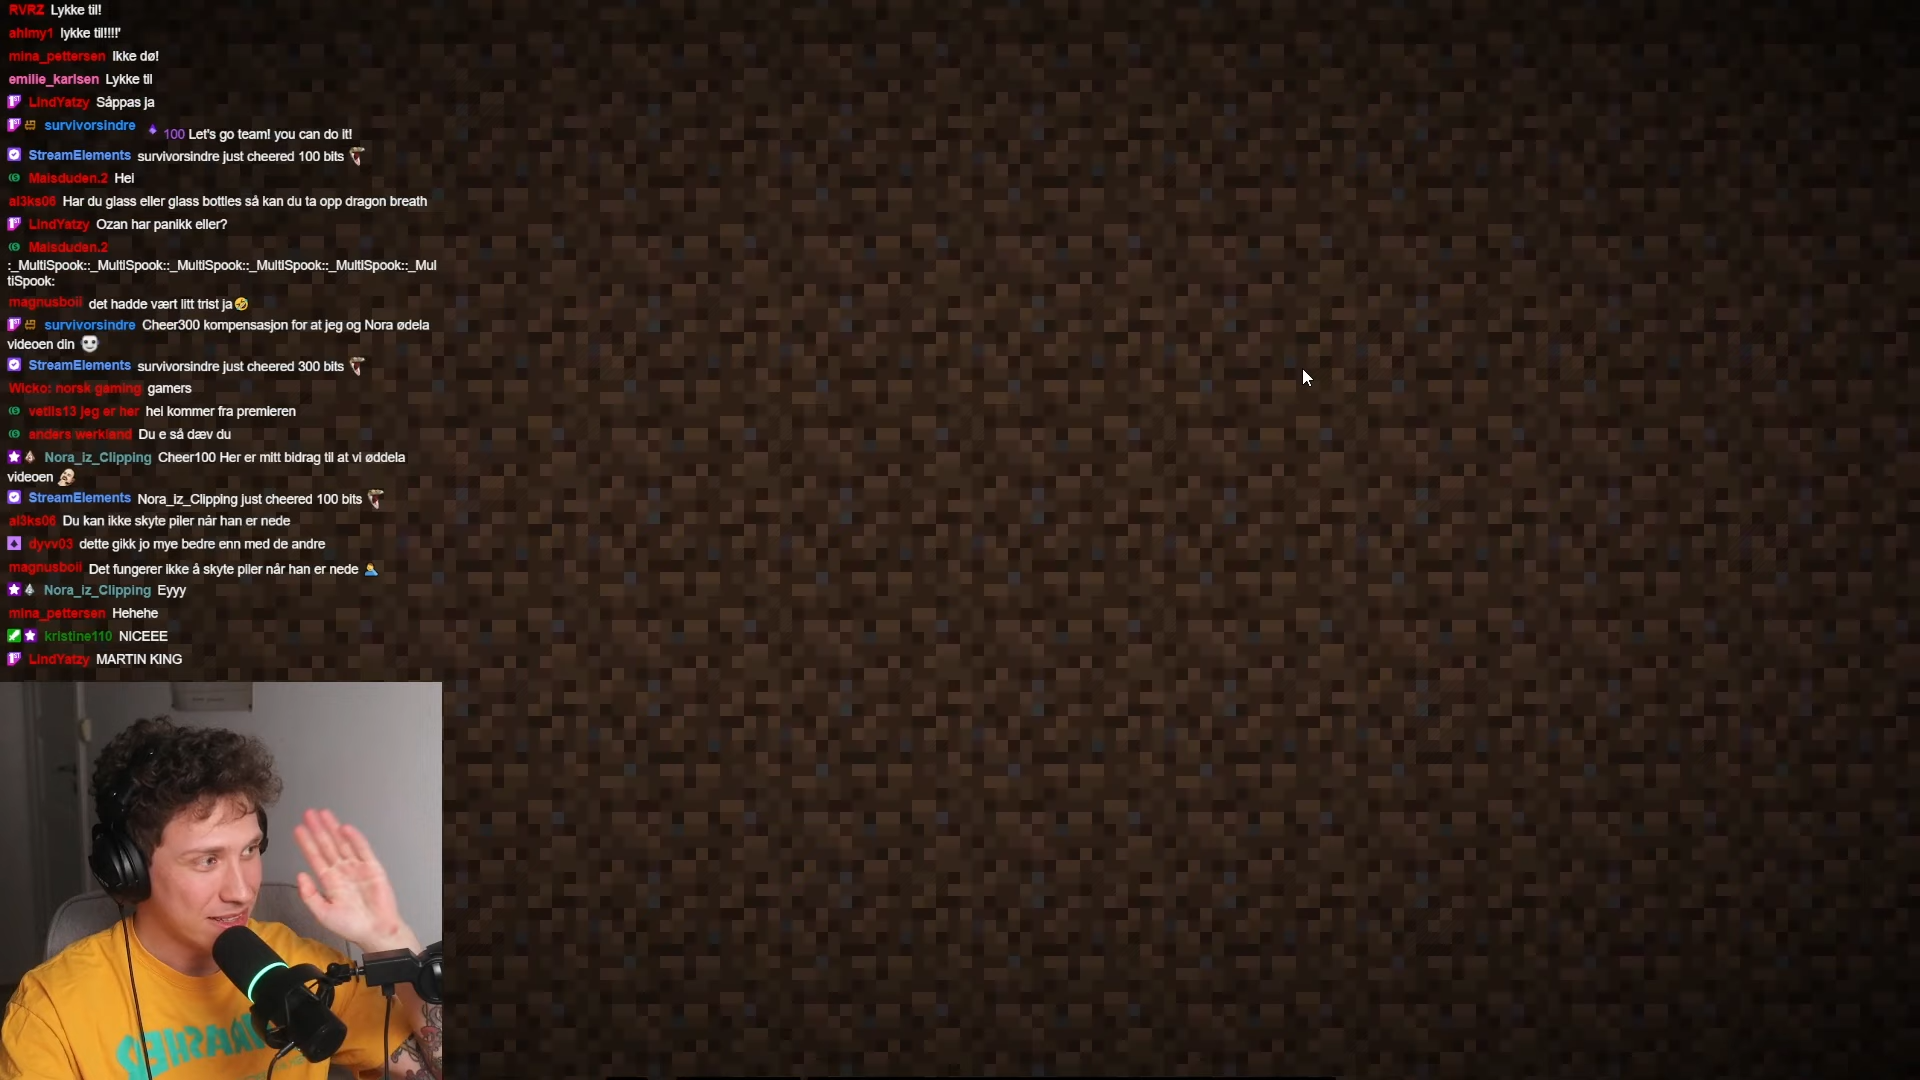 RVRZ Lykke til!
ahlmy1 lykke til!!!!'
mina_pettersen Ikke dø!
emilie_karlsen Lykke til
LindYatzy Såppas ja
survivorsindre 100 Let's go team! you can do it!
StreamElements survivorsindre just cheered 100 bits
Maisduden.2 Hei
al3ks06 Har du glass eller glass bottles så kan du ta opp dragon breath
LindYatzy Ozan har panikk eller?
Maisduden.2
:_MultiSpook::_MultiSpook::_MultiSpook::_MultiSpook::_MultiSpook::_Mul
tiSpook:
magnusboii det hadde vært litt trist ja🤣
survivorsindre Cheer300 kompensasjon for at jeg og Nora ødela
videoen din
StreamElements survivorsindre just cheered 300 bits
Wicko: norsk gaming gamers
vetlis13 jeg er her hei kommer fra premieren
anders werkland Du e så dæv du
Nora_iz_Clipping Cheer100 Her er mitt bidrag til at vi øddela
videoen
StreamElements Nora_iz_Clipping just cheered 100 bits
al3ks06 Du kan ikke skyte piler når han er nede
dyvv03 dette gikk jo mye bedre enn med de andre
magnusboii Det fungerer ikke å skyte piler når han er nede
Nora_iz_Clipping Eyyy
mina_pettersen Hehehe
kristine110 NICEEE
LindYatzy MARTIN KING
THRASHER